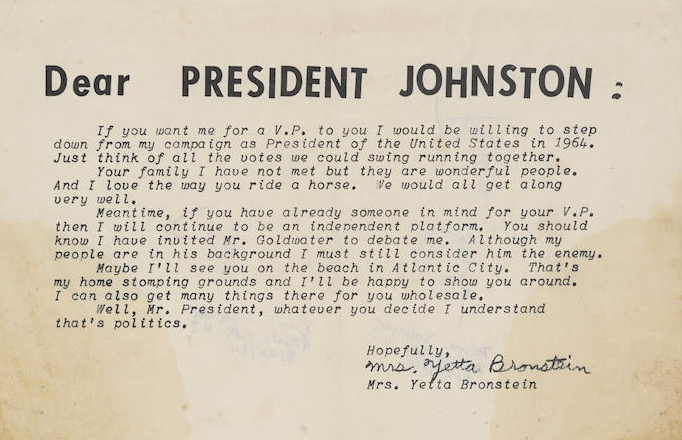 Dear PRESIDENT JOHNSTON :
If you want me for a V.P. to you I would be willing to step
down from my campaign as President of the United States in 1964.
Just think of all the votes we could swing running together.
Your family I have not met but they are wonderful people.
And I love the way you ride a horse. We would all get along
very well.
Meantime, if you have already someone in mind for your V.P.
then I will continue to be an independent platform. You should
know I have invited Mr. Goldwater to debate me. Although my
people are in his background I must still consider him the enemy.
Maybe I'll see you on the beach in Atlantic City. That's
my home stomping grounds and I'll be happy to show you around.
I can also get many things there for you wholesale.
Well, Mr. President, whatever you decide I understand
that's politics.
Hopefully,
Mrs. Yetta Bronstein
Mrs. Yetta Bronstein